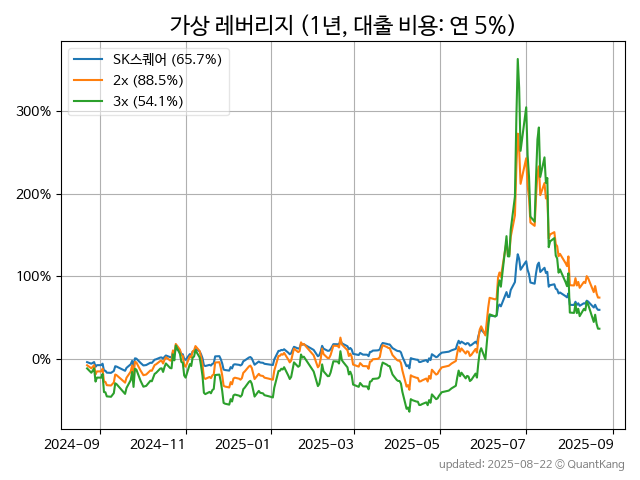 가상 레버리지 (1년, 대출 비용: 연 5%)
SK스퀘어 (65.7%)
2x (88.5%)
3x (54.1%)
300%
200%
100%
0%
2024-09 2024-11 2025-01 2025-03 2025-05 2025-07 2025-09
updated: 2025-08-22 © QuantKang